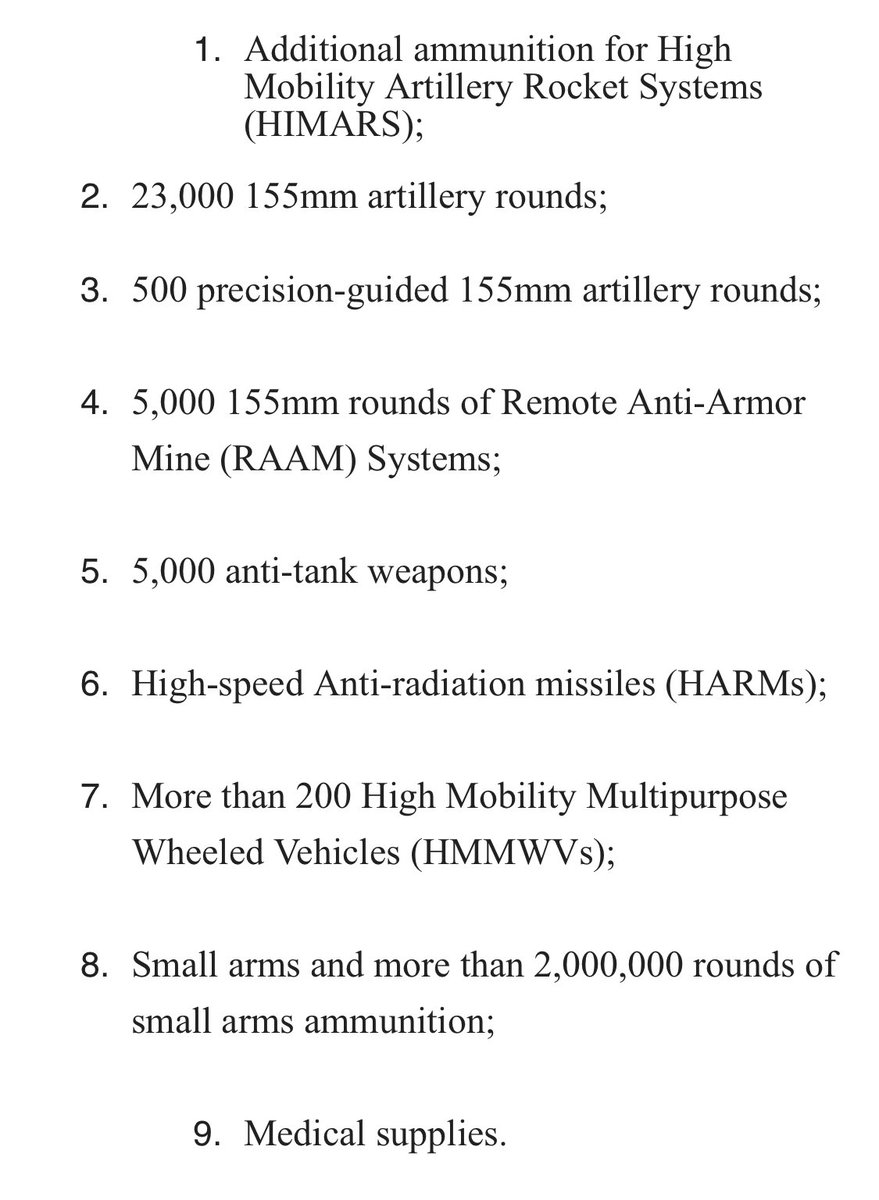 1. Additional ammunition for High
Mobility Artillery Rocket Systems
(HIMARS);
2. 23,000 155mm artillery rounds;
3. 500 precision-guided 155mm artillery rounds;
4. 5,000 155mm rounds of Remote Anti-Armor
Mine (RAAM) Systems;
5. 5,000 anti-tank weapons;
6. High-speed Anti-radiation missiles (HARMs);
7. More than 200 High Mobility Multipurpose
Wheeled Vehicles (HMMWVs);
8. Small arms and more than 2,000,000 rounds of
small arms ammunition;
9. Medical supplies.